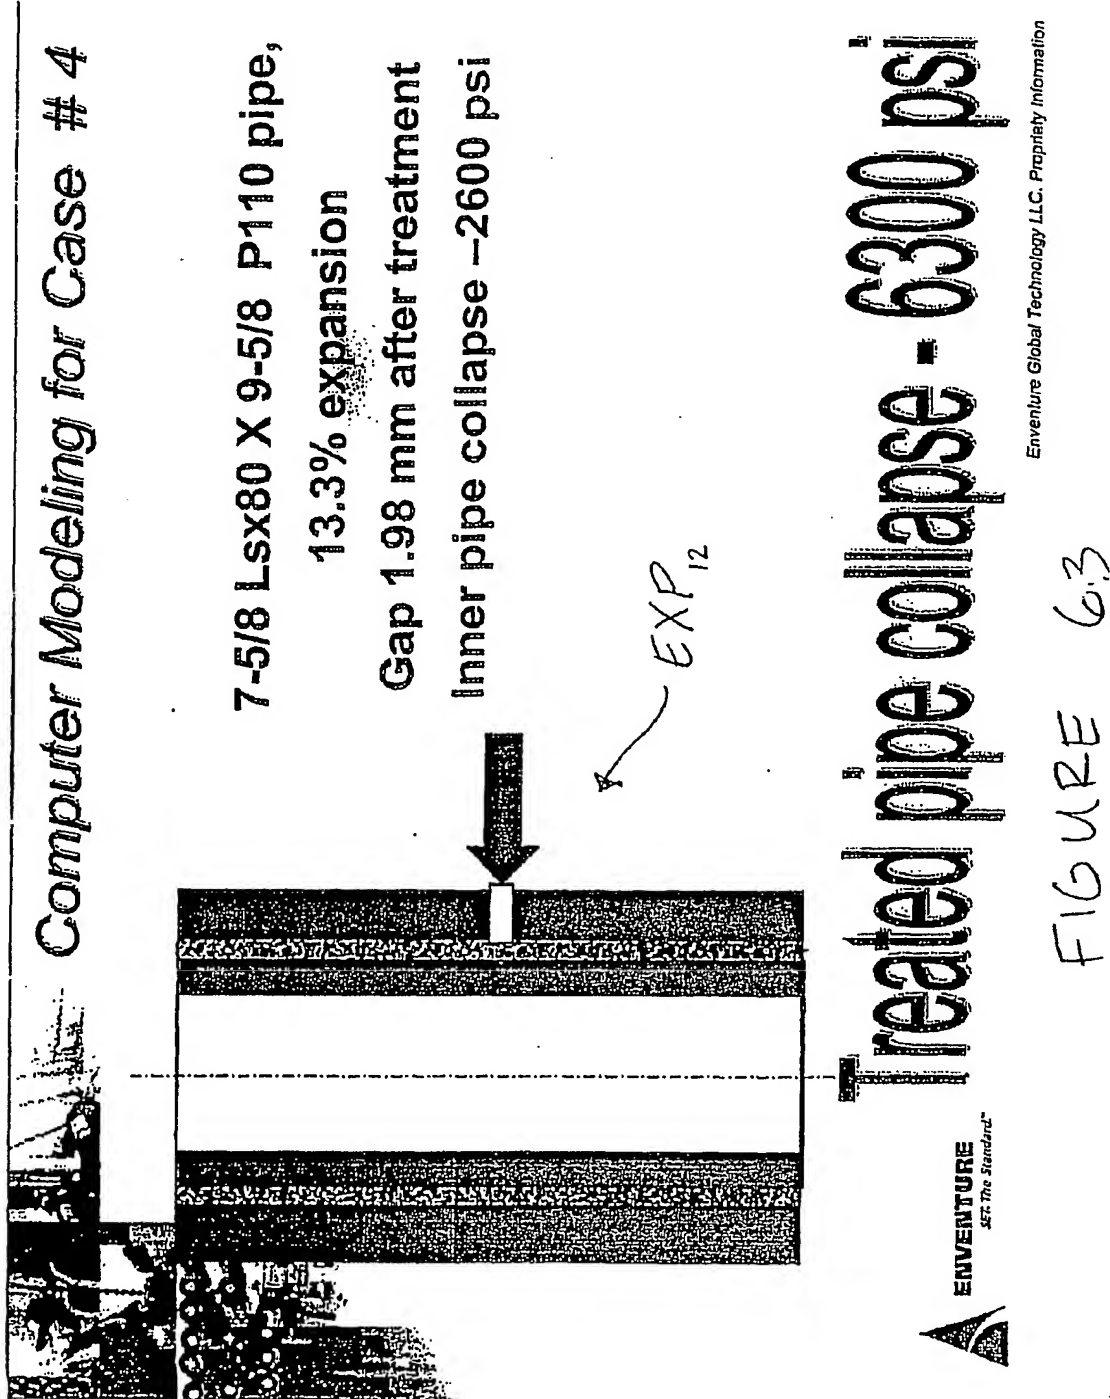 Computer Modeling for Case # 4
7-5/8 Lsx80 X 9-5/8 P110 pipe,
13.3% expansion
Gap 1.98 mm after treatment
Inner pipe collapse –2600 psi
EXP12
Treated pipe collapse - 6300 psi
ENVENTURE
SET. The Standard.™
Enventure Global Technology LLC. Propriety Information
FIGURE 63